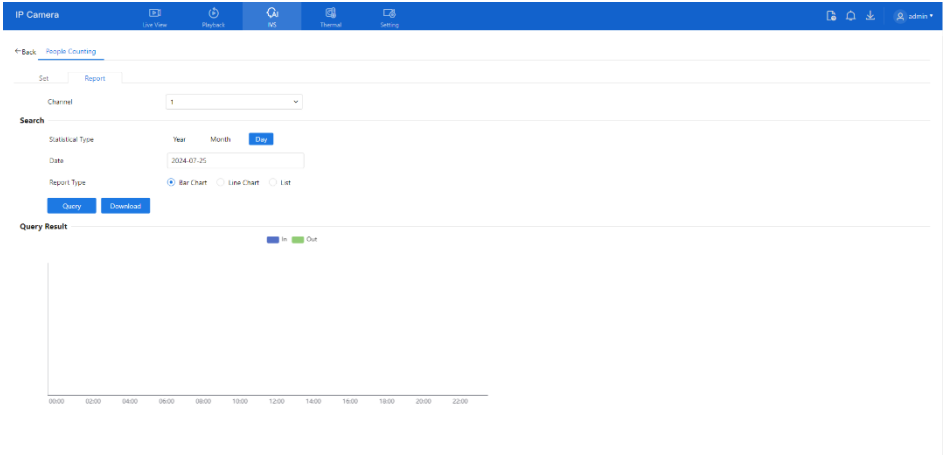 IP Camera
Live View Playback IVS Thermal Setting admin
Back People Counting
Set Report
Channel 1
Search
Statistical Type Year Month Day
Date 2024-07-25
Report Type Bar Chart Line Chart List
Query Download
Query Result
In Out
00:00 02:00 04:00 06:00 08:00 10:00 12:00 14:00 16:00 18:00 20:00 22:00